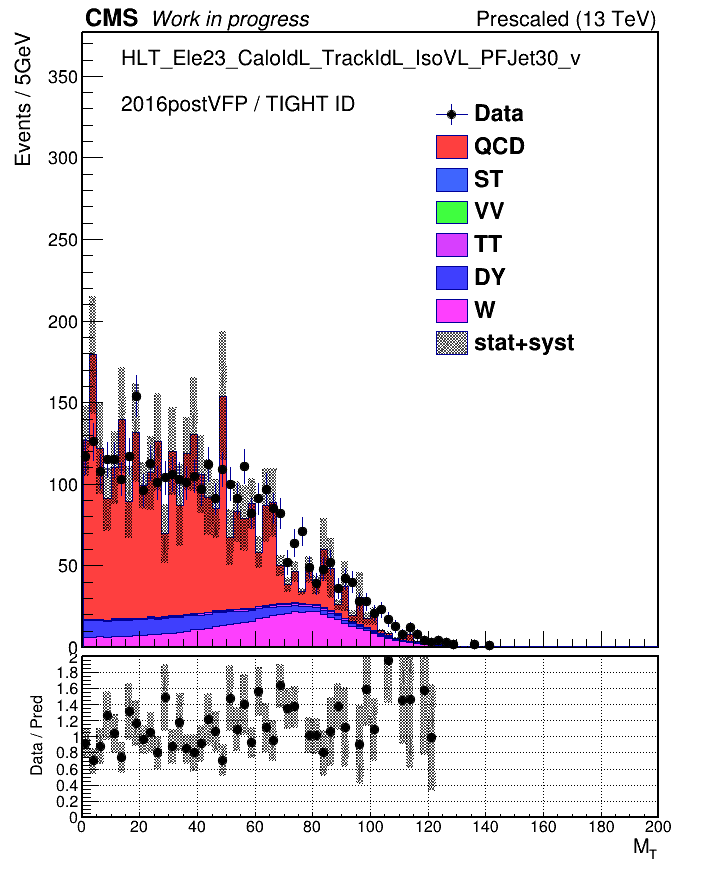 CMS Work in progress Prescaled (13 TeV)
HLT_Ele23_CaloIdL_TrackIdL_IsoVL_PFJet30_v
2016postVFP / TIGHT ID
Events / 5GeV
350
300
250
200
150
100
50
0
Data
QCD
ST
VV
TT
DY
W
stat+syst
Data / Pred
2
1.8
1.6
1.4
1.2
1
0.8
0.6
0.4
0.2
0
0 20 40 60 80 100 120 140 160 180 200
M_T